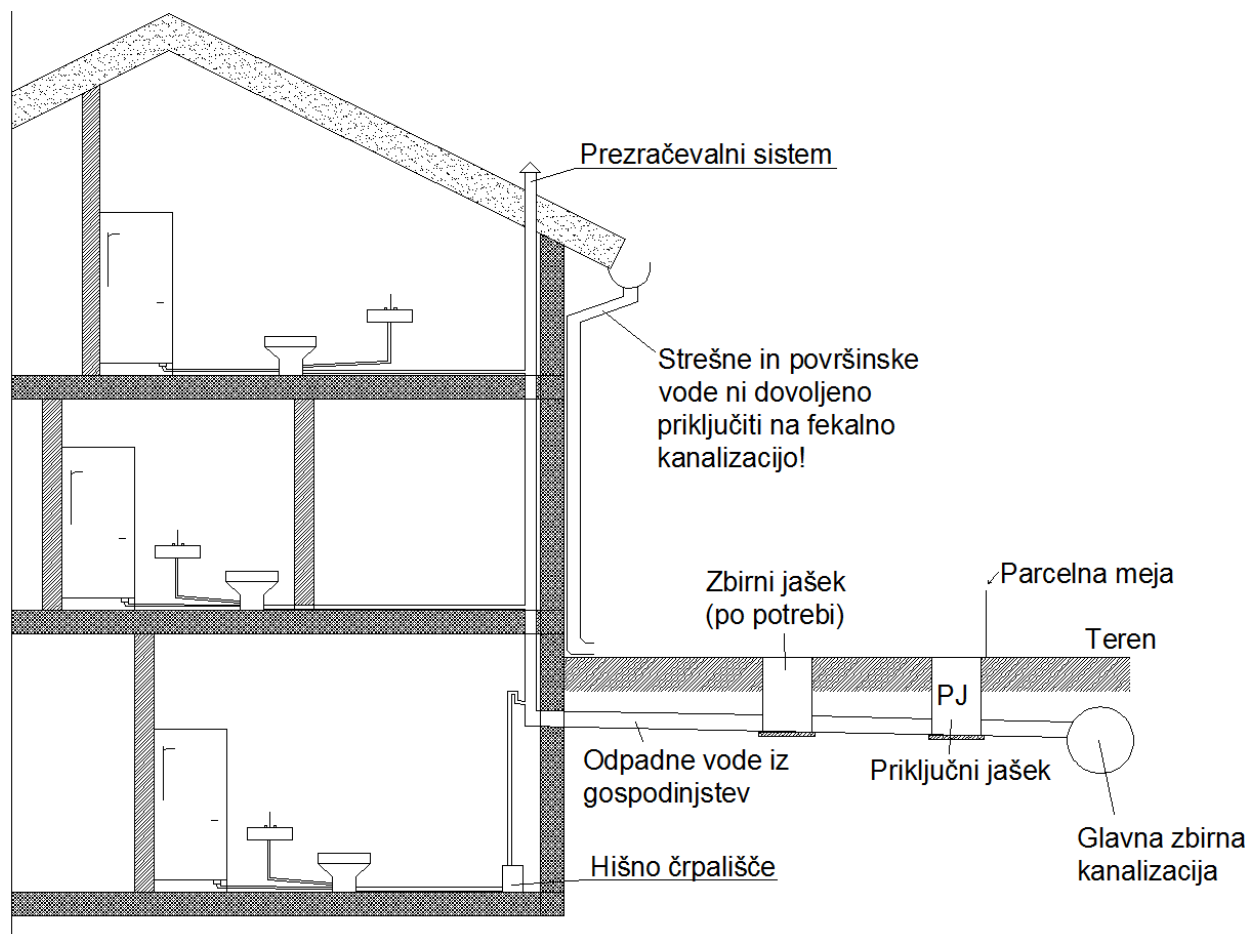 Prezračevalni sistem
Strešne in površinske
vode ni dovoljeno
priključiti na fekalno
kanalizacijo!
Zbirni jašek
(po potrebi)
Parcelna meja
Teren
PJ
Odpadne vode iz
gospodinjstev
Priključni jašek
Glavna zbirna
kanalizacija
Hišno črpališče